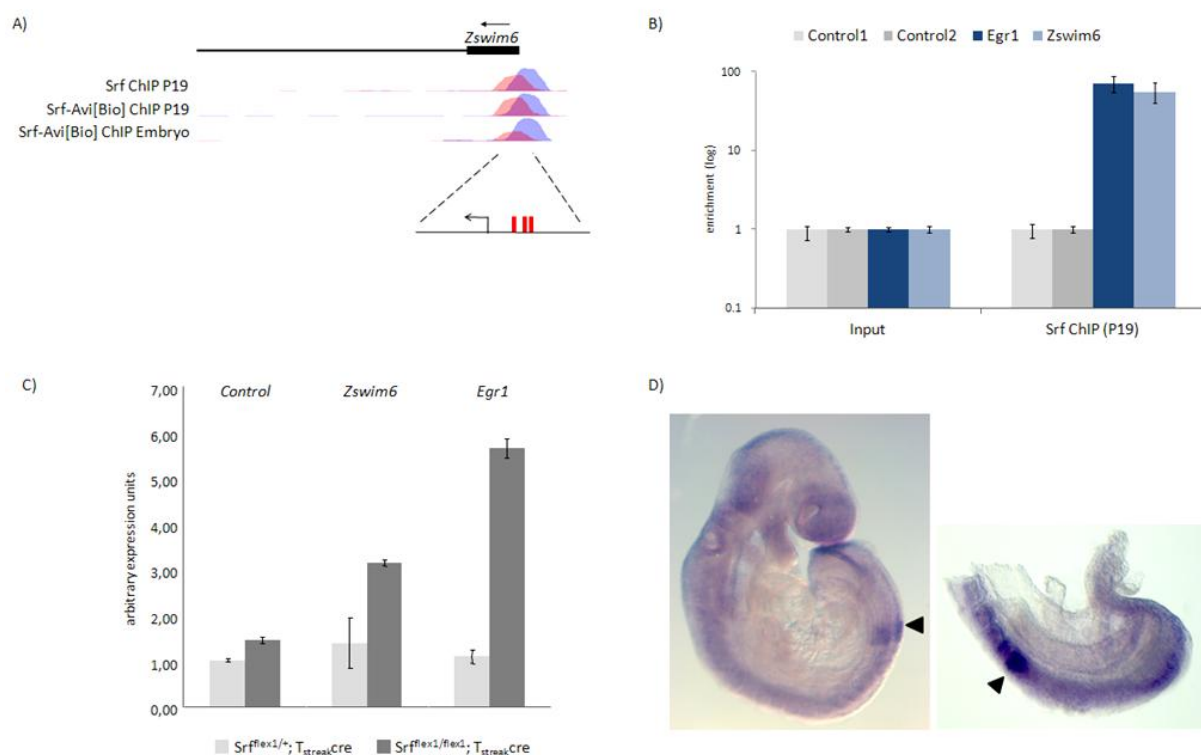 A)
Zswim6
Srf ChIP P19
Srf-Avi[Bio] ChIP P19
Srf-Avi[Bio] ChIP Embryo
B)
Control1 Control2 Egr1 Zswim6
enrichment (log)
100
10
1
0.1
Input Srf ChIP (P19)
C)
arbitrary expression units
7,00
6,00
5,00
4,00
3,00
2,00
1,00
0,00
Control Zswim6 Egr1
Srfflex1/+; Tstreakcre Srfflex1/flex1; Tstreakcre
D)